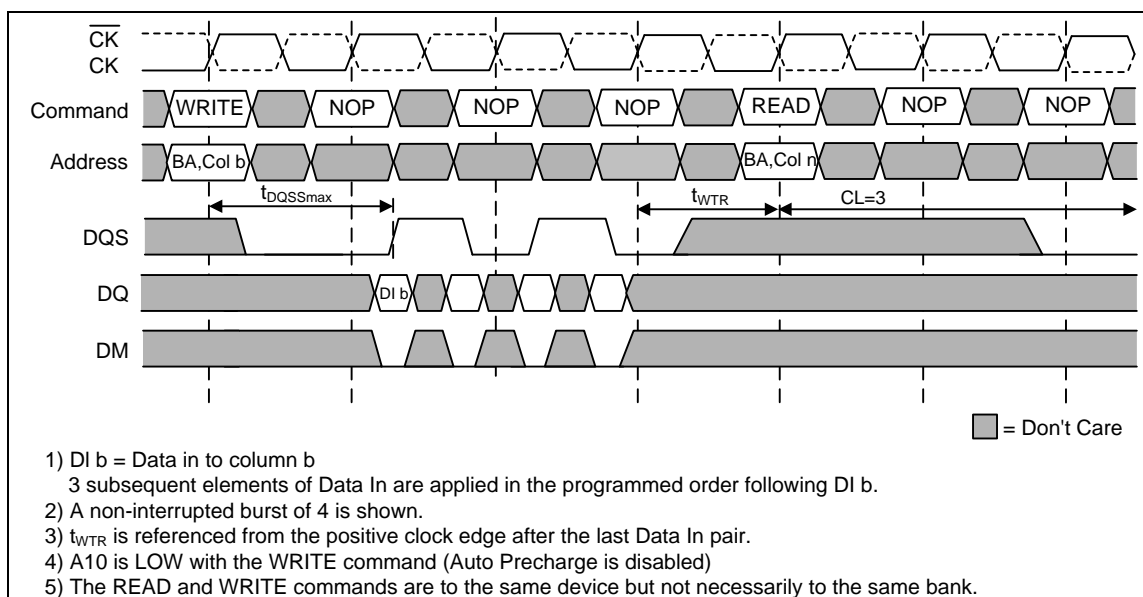 CK
CK
Command WRITE NOP NOP NOP READ NOP NOP
Address BA,Col b BA,Col n
tDQSSmax tWTR CL=3
DQS
DQ DI b
DM
= Don't Care
1) DI b = Data in to column b
3 subsequent elements of Data In are applied in the programmed order following DI b.
2) A non-interrupted burst of 4 is shown.
3) tWTR is referenced from the positive clock edge after the last Data In pair.
4) A10 is LOW with the WRITE command (Auto Precharge is disabled)
5) The READ and WRITE commands are to the same device but not necessarily to the same bank.